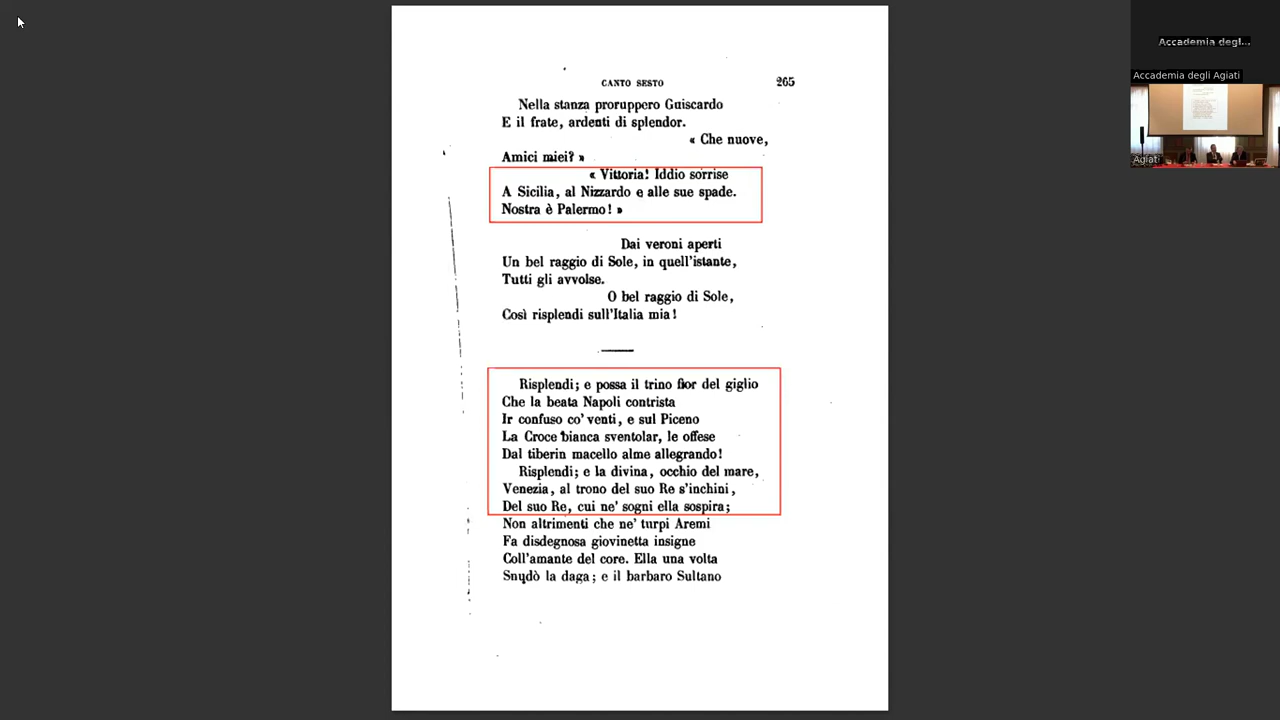 CANTO SESTO 265
Nella stanza proruppero Guiscardo
E il frate, ardenti di splendor.
« Che nuove,
Amici miei? »
« Vittoria! Iddio sorrise
A Sicilia, al Nizzardo e alle sue spade.
Nostra è Palermo! »
Dai veroni aperti
Un bel raggio di Sole, in quell'istante,
Tutti gli avvolse.
O bel raggio di Sole,
Così risplendi sull'Italia mia!
Risplendi; e possa il trino fior del giglio
Che la beata Napoli contrista
Ir confuso co' venti, e sul Piceno
La Croce bianca sventolar, le offese
Dal tiberin macello alme allegrando!
Risplendi; e la divina, occhio del mare,
Venezia, al trono del suo Re s'inchini,
Del suo Re, cui ne' sogni ella sospira;
Non altrimenti che ne' turpi Aremi
Fa disdegnosa giovinetta insigne
Coll'amante del core. Ella una volta
Snudò la daga; e il barbaro Sultano
Accademia degl...
Accademia degli Agiati
Agiati